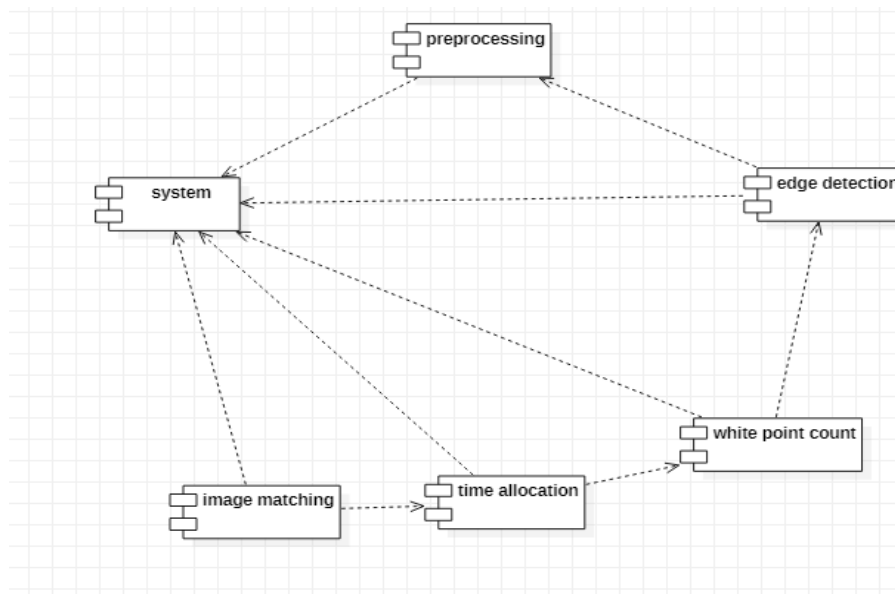 preprocessing
system
edge detection
white point count
image matching
time allocation